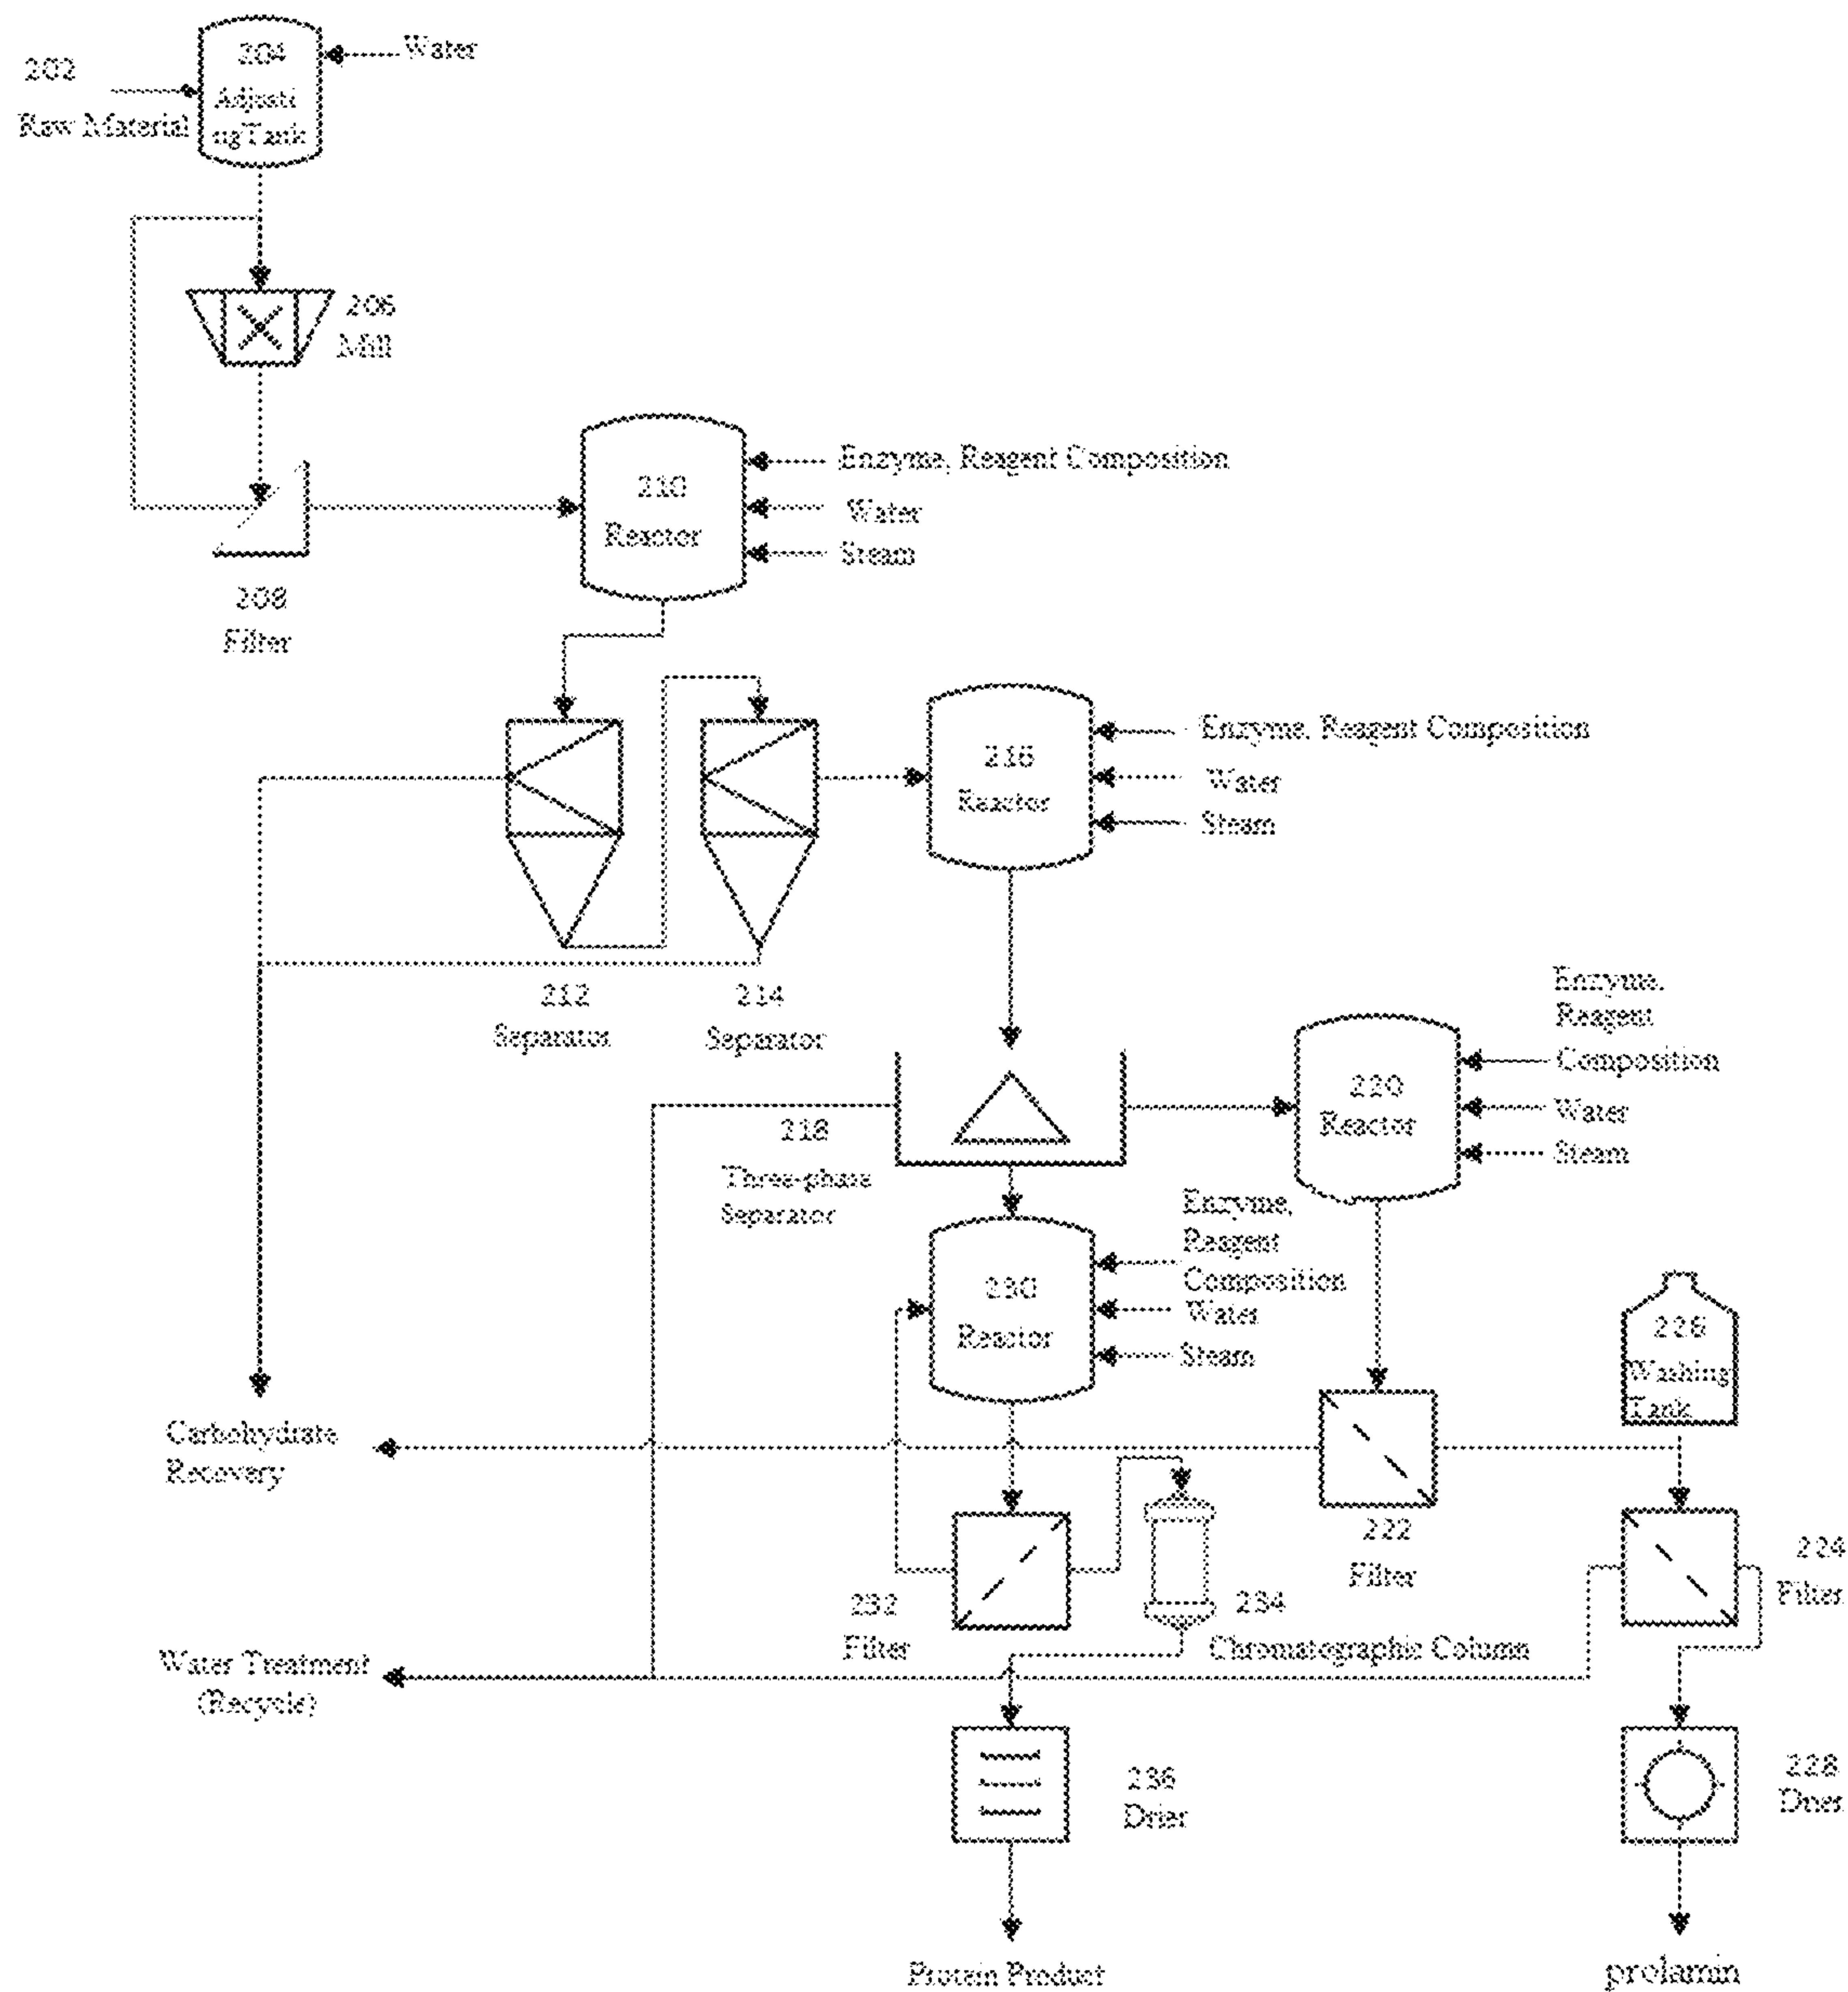 204
Water
202
Adjusti
Raw Material
ngTank
206
Mill
Enzyme, Reagent Composition
210
Water
Reactor
Steam
208
Filter
Enzyme, Reagent Composition
216
Water
Reactor
Steam
212
Separator
214
Separator
Enzyme,
Reagent
Composition
220
Water
Reactor
Steam
218
Three-phase
Separator
Enzyme,
Reagent
Composition
230
Water
Reactor
Steam
226
Washing
Tank
Carbohydrate
Recovery
222
Filter
224
Filter
232
Filter
234
Chromatographic Column
Water Treatment
(Recycle)
236
Drier
228
Drier
Protein Product
prolamin